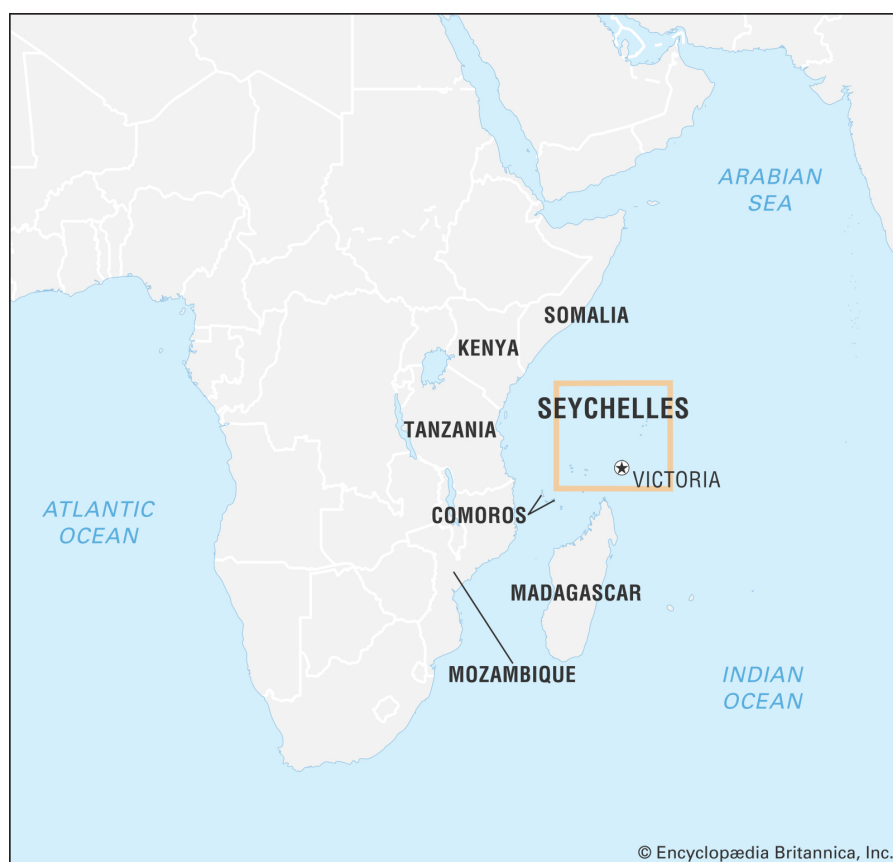 ARABIAN
SEA
SOMALIA
KENYA
SEYCHELLES
TANZANIA
VICTORIA
ATLANTIC
OCEAN
COMOROS
MADAGASCAR
MOZAMBIQUE
INDIAN
OCEAN
© Encyclopædia Britannica, Inc.